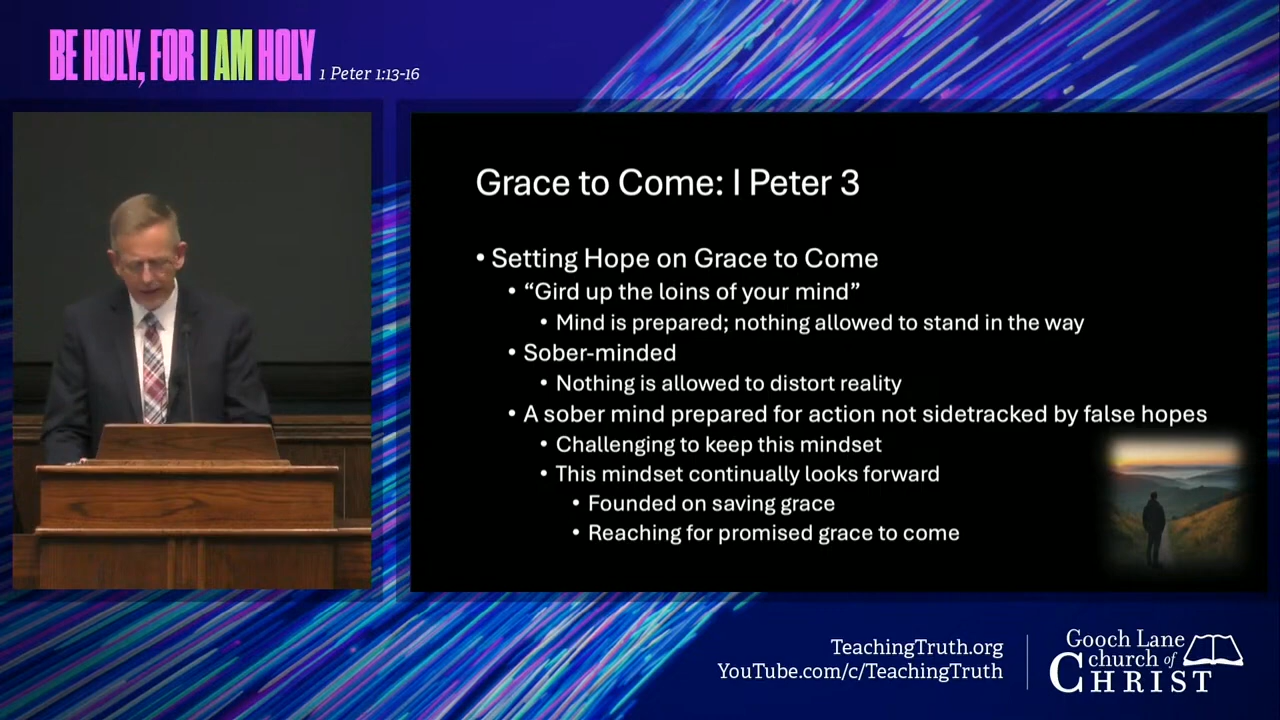 BE HOLY, FOR I AM HOLY 1 Peter 1:13-16
Grace to Come: I Peter 3
• Setting Hope on Grace to Come
• “Gird up the loins of your mind”
• Mind is prepared; nothing allowed to stand in the way
• Sober-minded
• Nothing is allowed to distort reality
• A sober mind prepared for action not sidetracked by false hopes
• Challenging to keep this mindset
• This mindset continually looks forward
• Founded on saving grace
• Reaching for promised grace to come
TeachingTruth.org
YouTube.com/c/TeachingTruth
Gooch Lane
church of
CHRIST